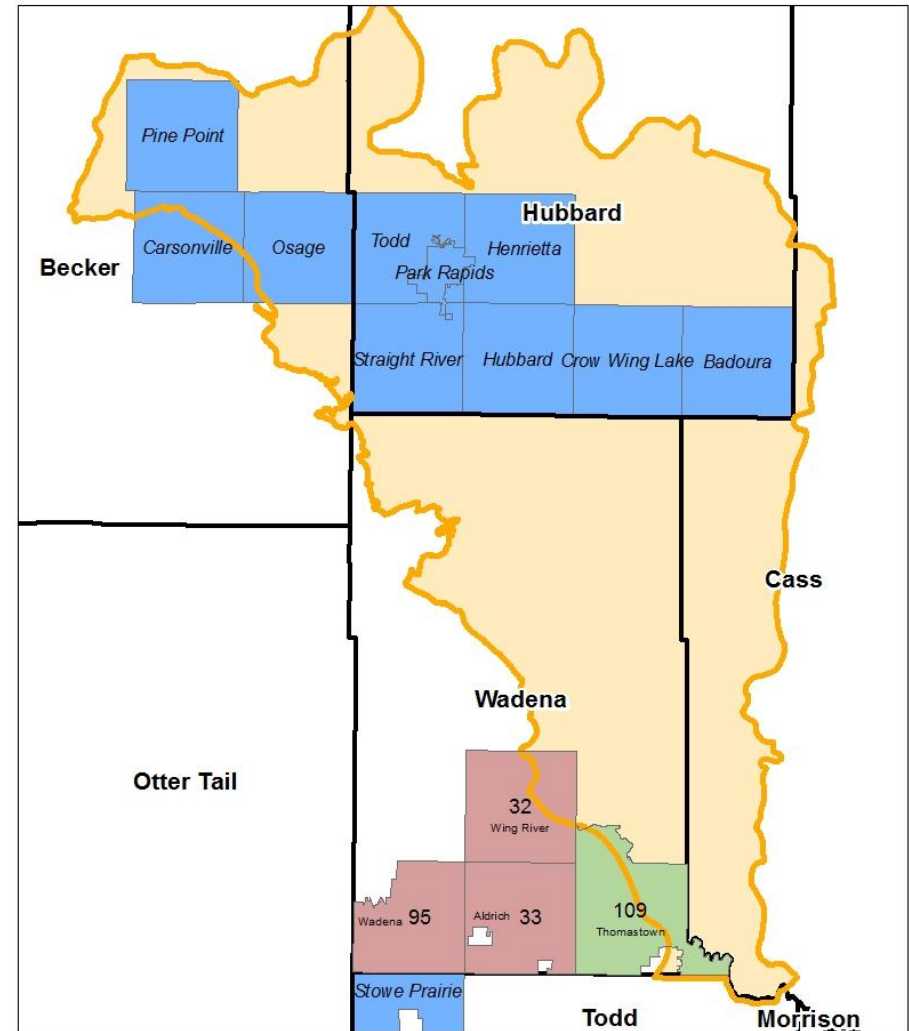 Pine Point
Hubbard
Carsonville
Osage
Todd
Henrietta
Becker
Park Rapids
Straight River
Hubbard
Crow Wing Lake
Badoura
Cass
Wadena
Otter Tail
32
Wing River
Wadena 95
Aldrich 33
109
Thomastown
Stowe Prairie
Todd
Morrison